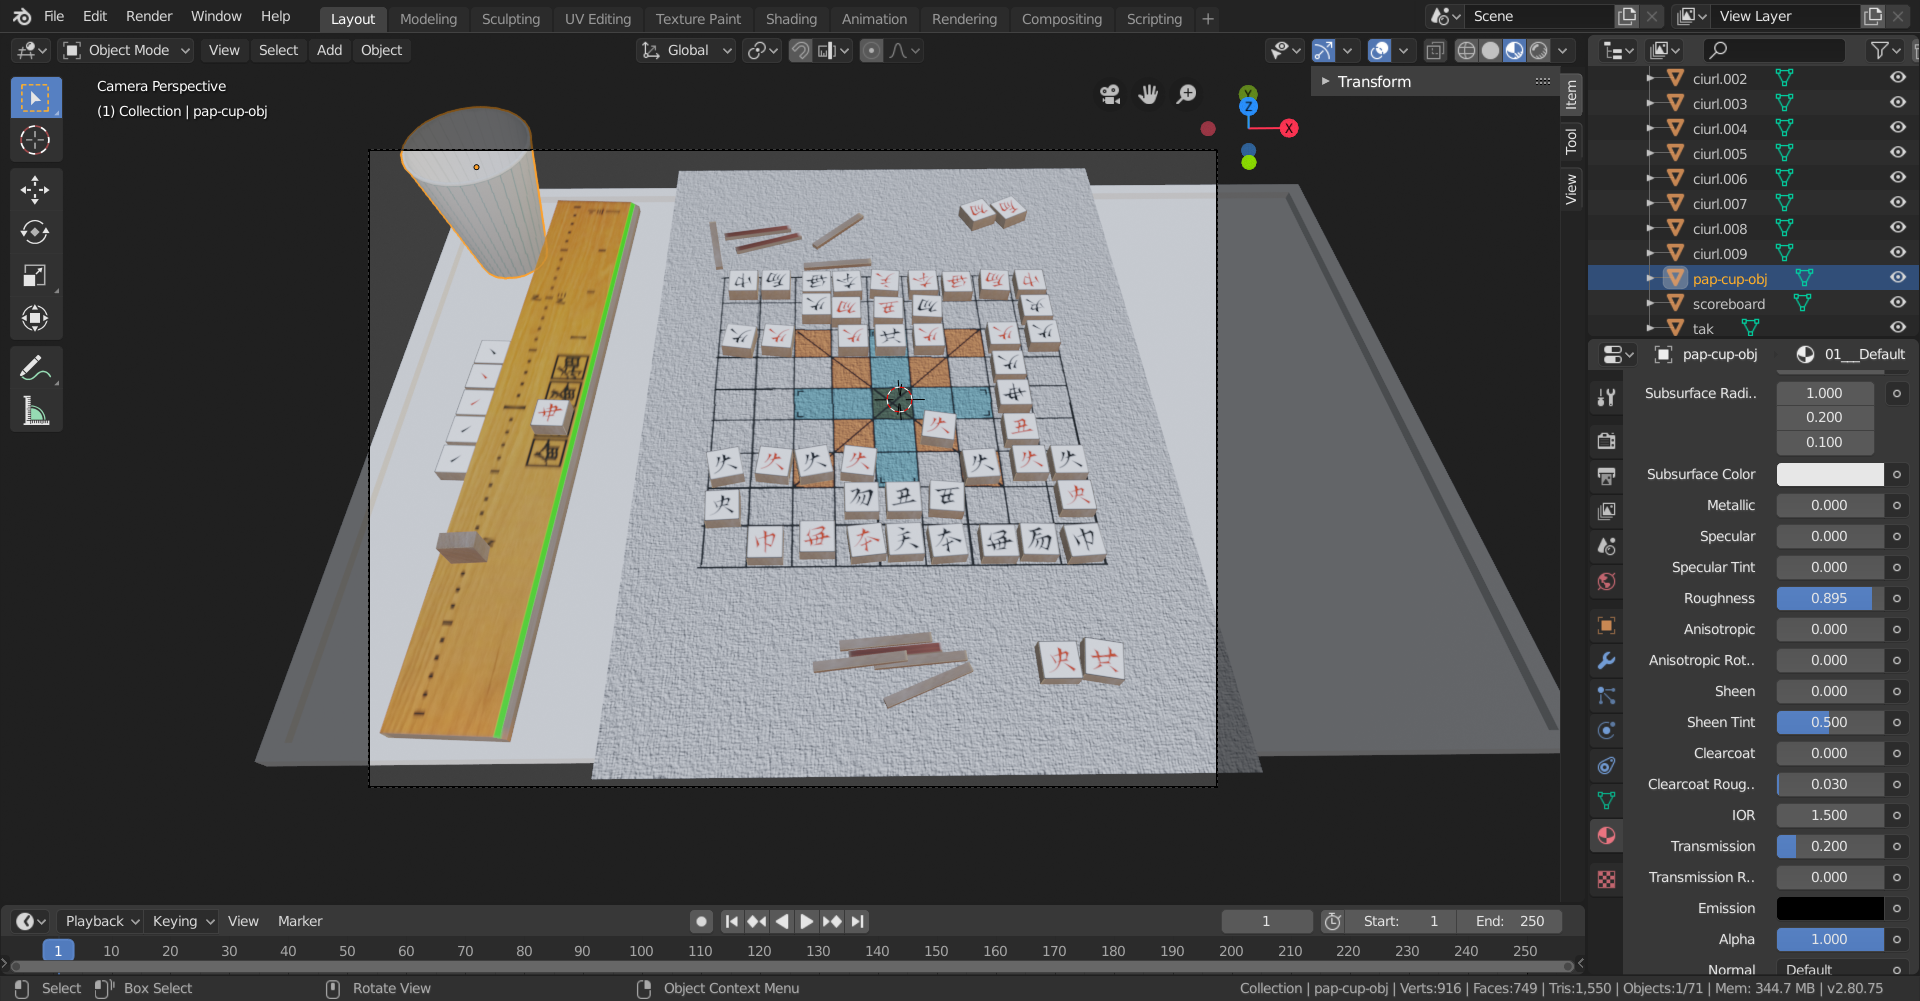 File Edit Render Window Help
Layout Modeling Sculpting UV Editing Texture Paint Shading Animation Rendering Compositing Scripting +
Scene
View Layer
Object Mode View Select Add Object
Global
Camera Perspective
(1) Collection | pap-cup-obj
Transform
Item
Tool
View
Y
Z
X
ciurl.002
ciurl.003
ciurl.004
ciurl.005
ciurl.006
ciurl.007
ciurl.008
ciurl.009
pap-cup-obj
scoreboard
tak
pap-cup-obj 01___Default
Subsurface Radi.. 1.000
0.200
0.100
Subsurface Color
Metallic 0.000
Specular 0.000
Specular Tint 0.000
Roughness 0.895
Anisotropic 0.000
Anisotropic Rot.. 0.000
Sheen 0.000
Sheen Tint 0.500
Clearcoat 0.000
Clearcoat Roug.. 0.030
IOR 1.500
Transmission 0.200
Transmission R.. 0.000
Emission
Alpha 1.000
Normal Default
央 共
Playback Keying View Marker
1
Start: 1
End: 250
1 10 20 30 40 50 60 70 80 90 100 110 120 130 140 150 160 170 180 190 200 210 220 230 240 250
Select Box Select Rotate View Object Context Menu
Collection | pap-cup-obj | Verts:916 | Faces:749 | Tris:1,550 | Objects:1/71 | Mem: 344.7 MB | v2.80.75